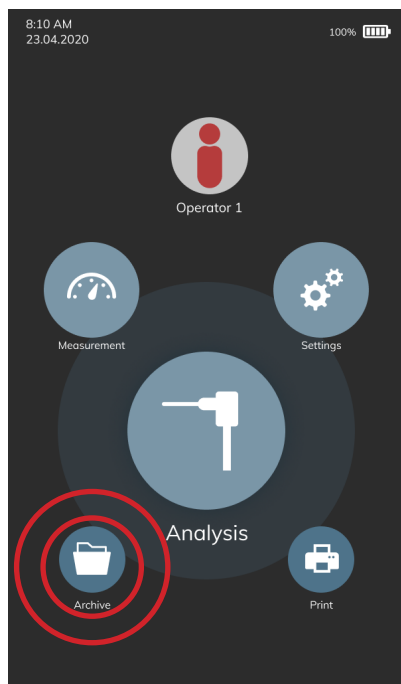 8:10 AM
23.04.2020
100%
Operator 1
Measurement
Settings
Analysis
Archive
Print